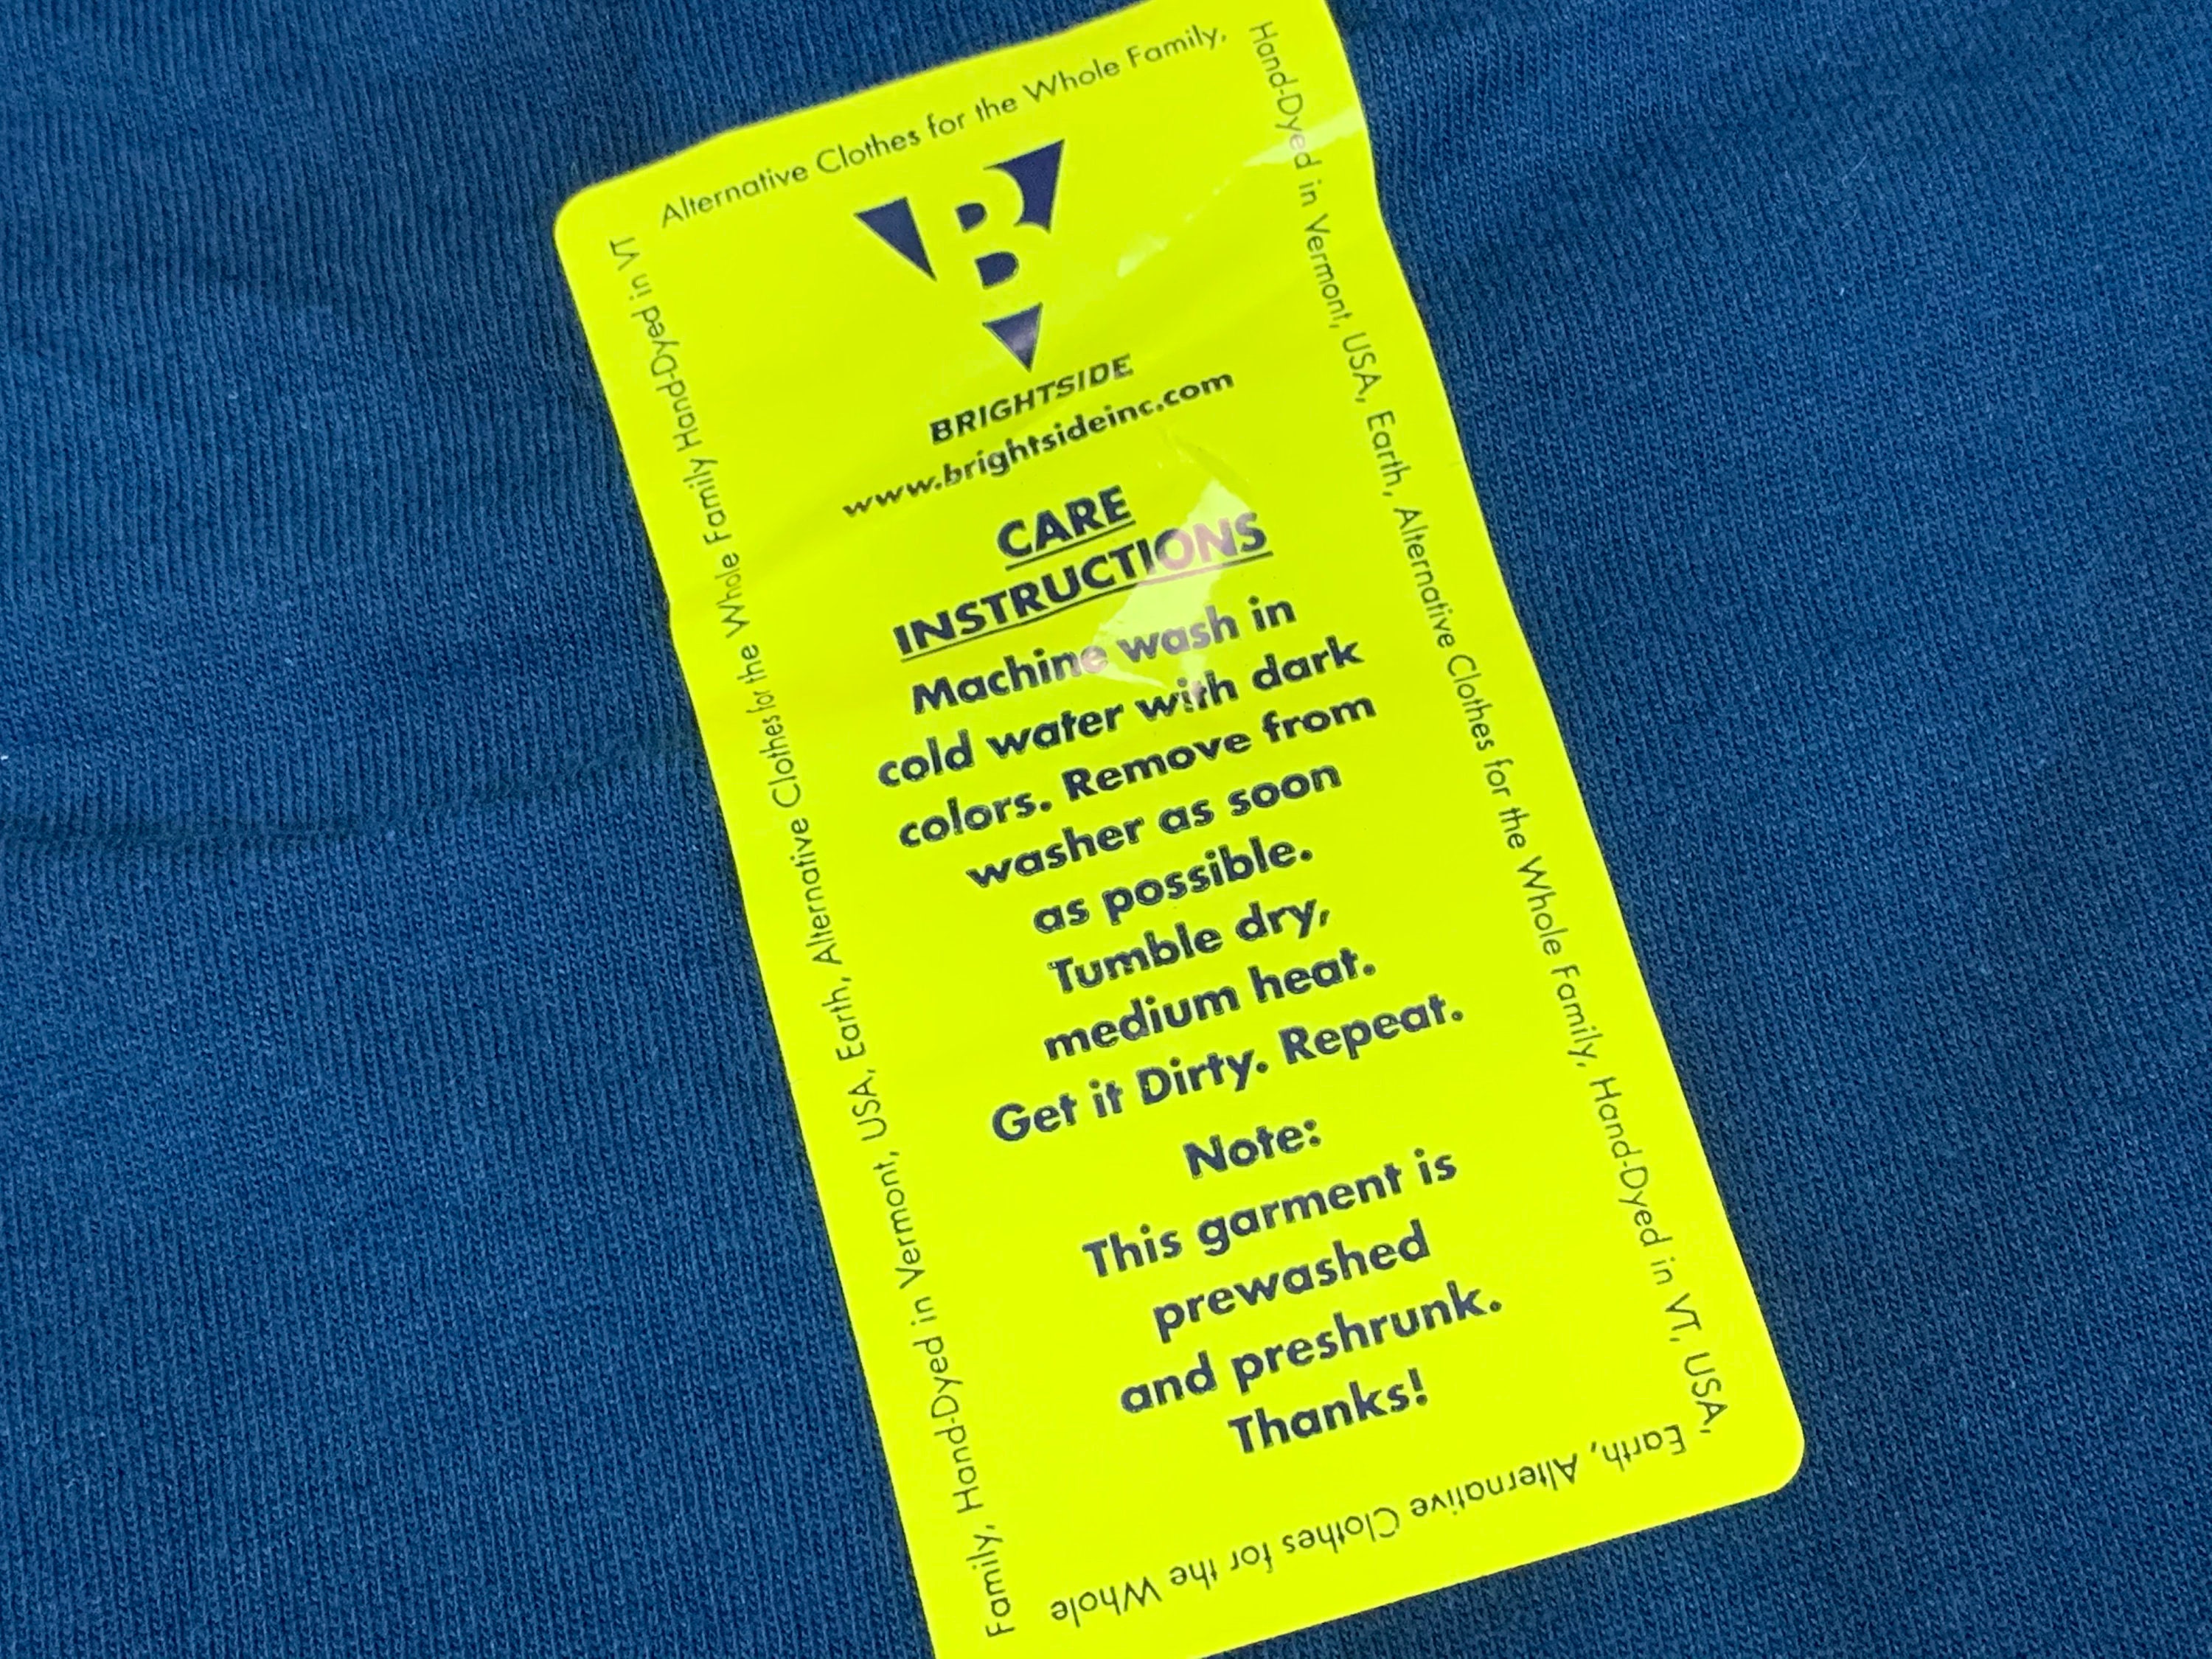 Alternative Clothes for the Whole Family,
Hand-Dyed in Vermont, USA, Earth, Alternative Clothes for the Whole Family, Hand-Dyed in VT, USA,
Earth, Alternative Clothes for the Whole
Family, Hand-Dyed in Vermont, USA, Earth, Alternative Clothes for the Whole Family Hand-Dyed in VT
B
BRIGHTSIDE
www.brightsideinc.com
CARE
INSTRUCTIONS
Machine wash in
cold water with dark
colors. Remove from
washer as soon
as possible.
Tumble dry,
medium heat.
Get it Dirty. Repeat.
Note:
This garment is
prewashed
and preshrunk.
Thanks!